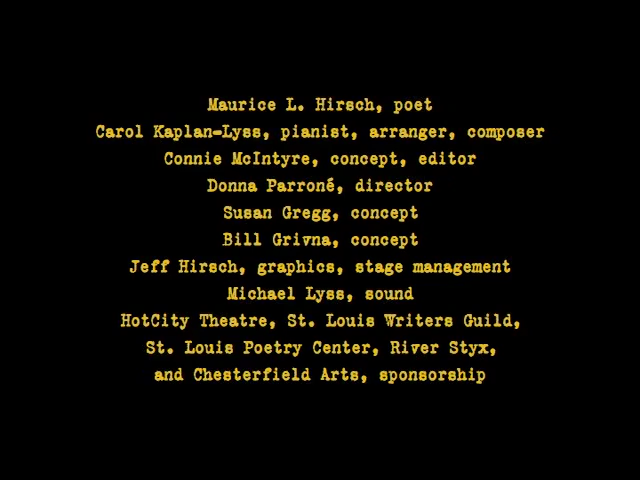 Maurice L. Hirsch, poet
Carol Kaplan-Lyss, pianist, arranger, composer
Connie McIntyre, concept, editor
Donna Parroné, director
Susan Gregg, concept
Bill Grivna, concept
Jeff Hirsch, graphics, stage management
Michael Lyss, sound
HotCity Theatre, St. Louis Writers Guild,
St. Louis Poetry Center, River Styx,
and Chesterfield Arts, sponsorship